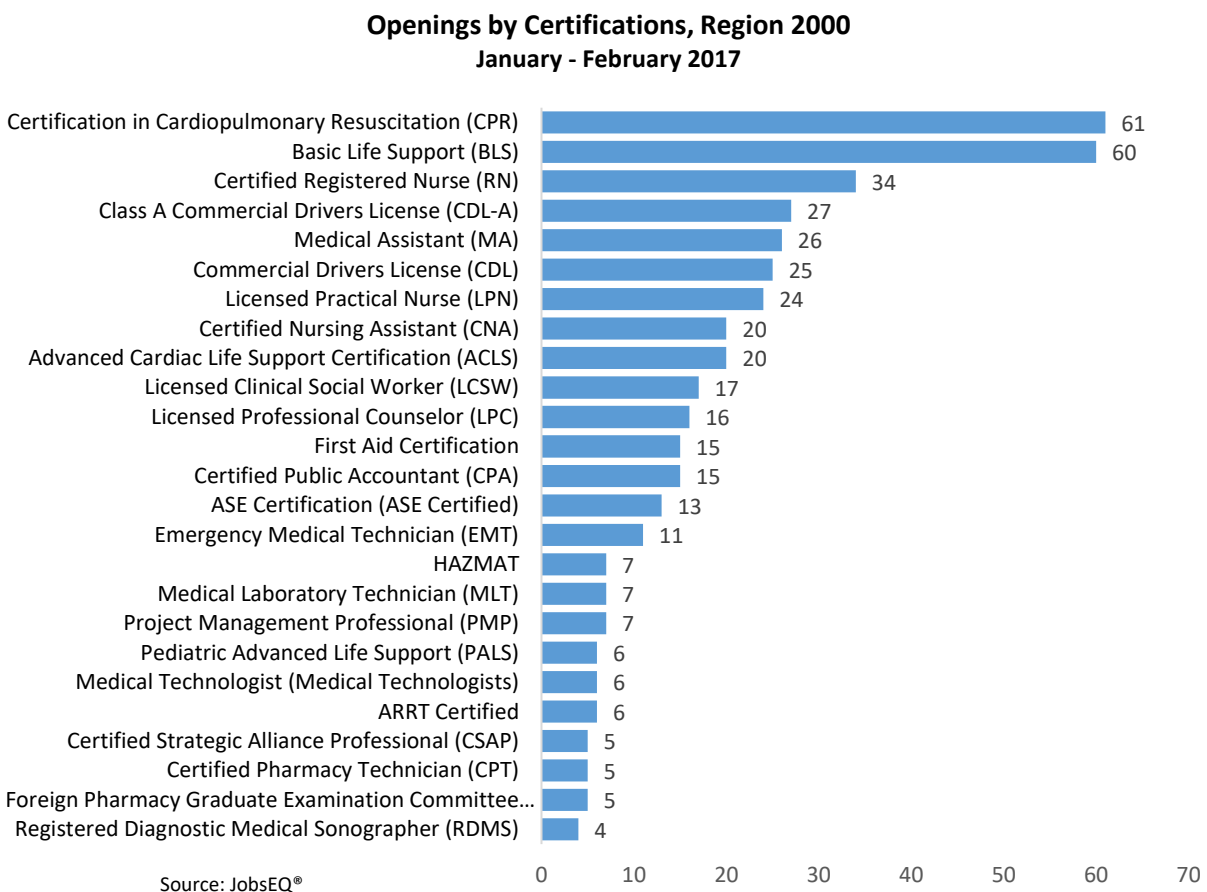 Openings by Certifications, Region 2000
January - February 2017
Certification in Cardiopulmonary Resuscitation (CPR) 61
Basic Life Support (BLS) 60
Certified Registered Nurse (RN) 34
Class A Commercial Drivers License (CDL-A) 27
Medical Assistant (MA) 26
Commercial Drivers License (CDL) 25
Licensed Practical Nurse (LPN) 24
Certified Nursing Assistant (CNA) 20
Advanced Cardiac Life Support Certification (ACLS) 20
Licensed Clinical Social Worker (LCSW) 17
Licensed Professional Counselor (LPC) 16
First Aid Certification 15
Certified Public Accountant (CPA) 15
ASE Certification (ASE Certified) 13
Emergency Medical Technician (EMT) 11
HAZMAT 7
Medical Laboratory Technician (MLT) 7
Project Management Professional (PMP) 7
Pediatric Advanced Life Support (PALS) 6
Medical Technologist (Medical Technologists) 6
ARRT Certified 6
Certified Strategic Alliance Professional (CSAP) 5
Certified Pharmacy Technician (CPT) 5
Foreign Pharmacy Graduate Examination Committee... 5
Registered Diagnostic Medical Sonographer (RDMS) 4
0 10 20 30 40 50 60 70
Source: JobsEQ®